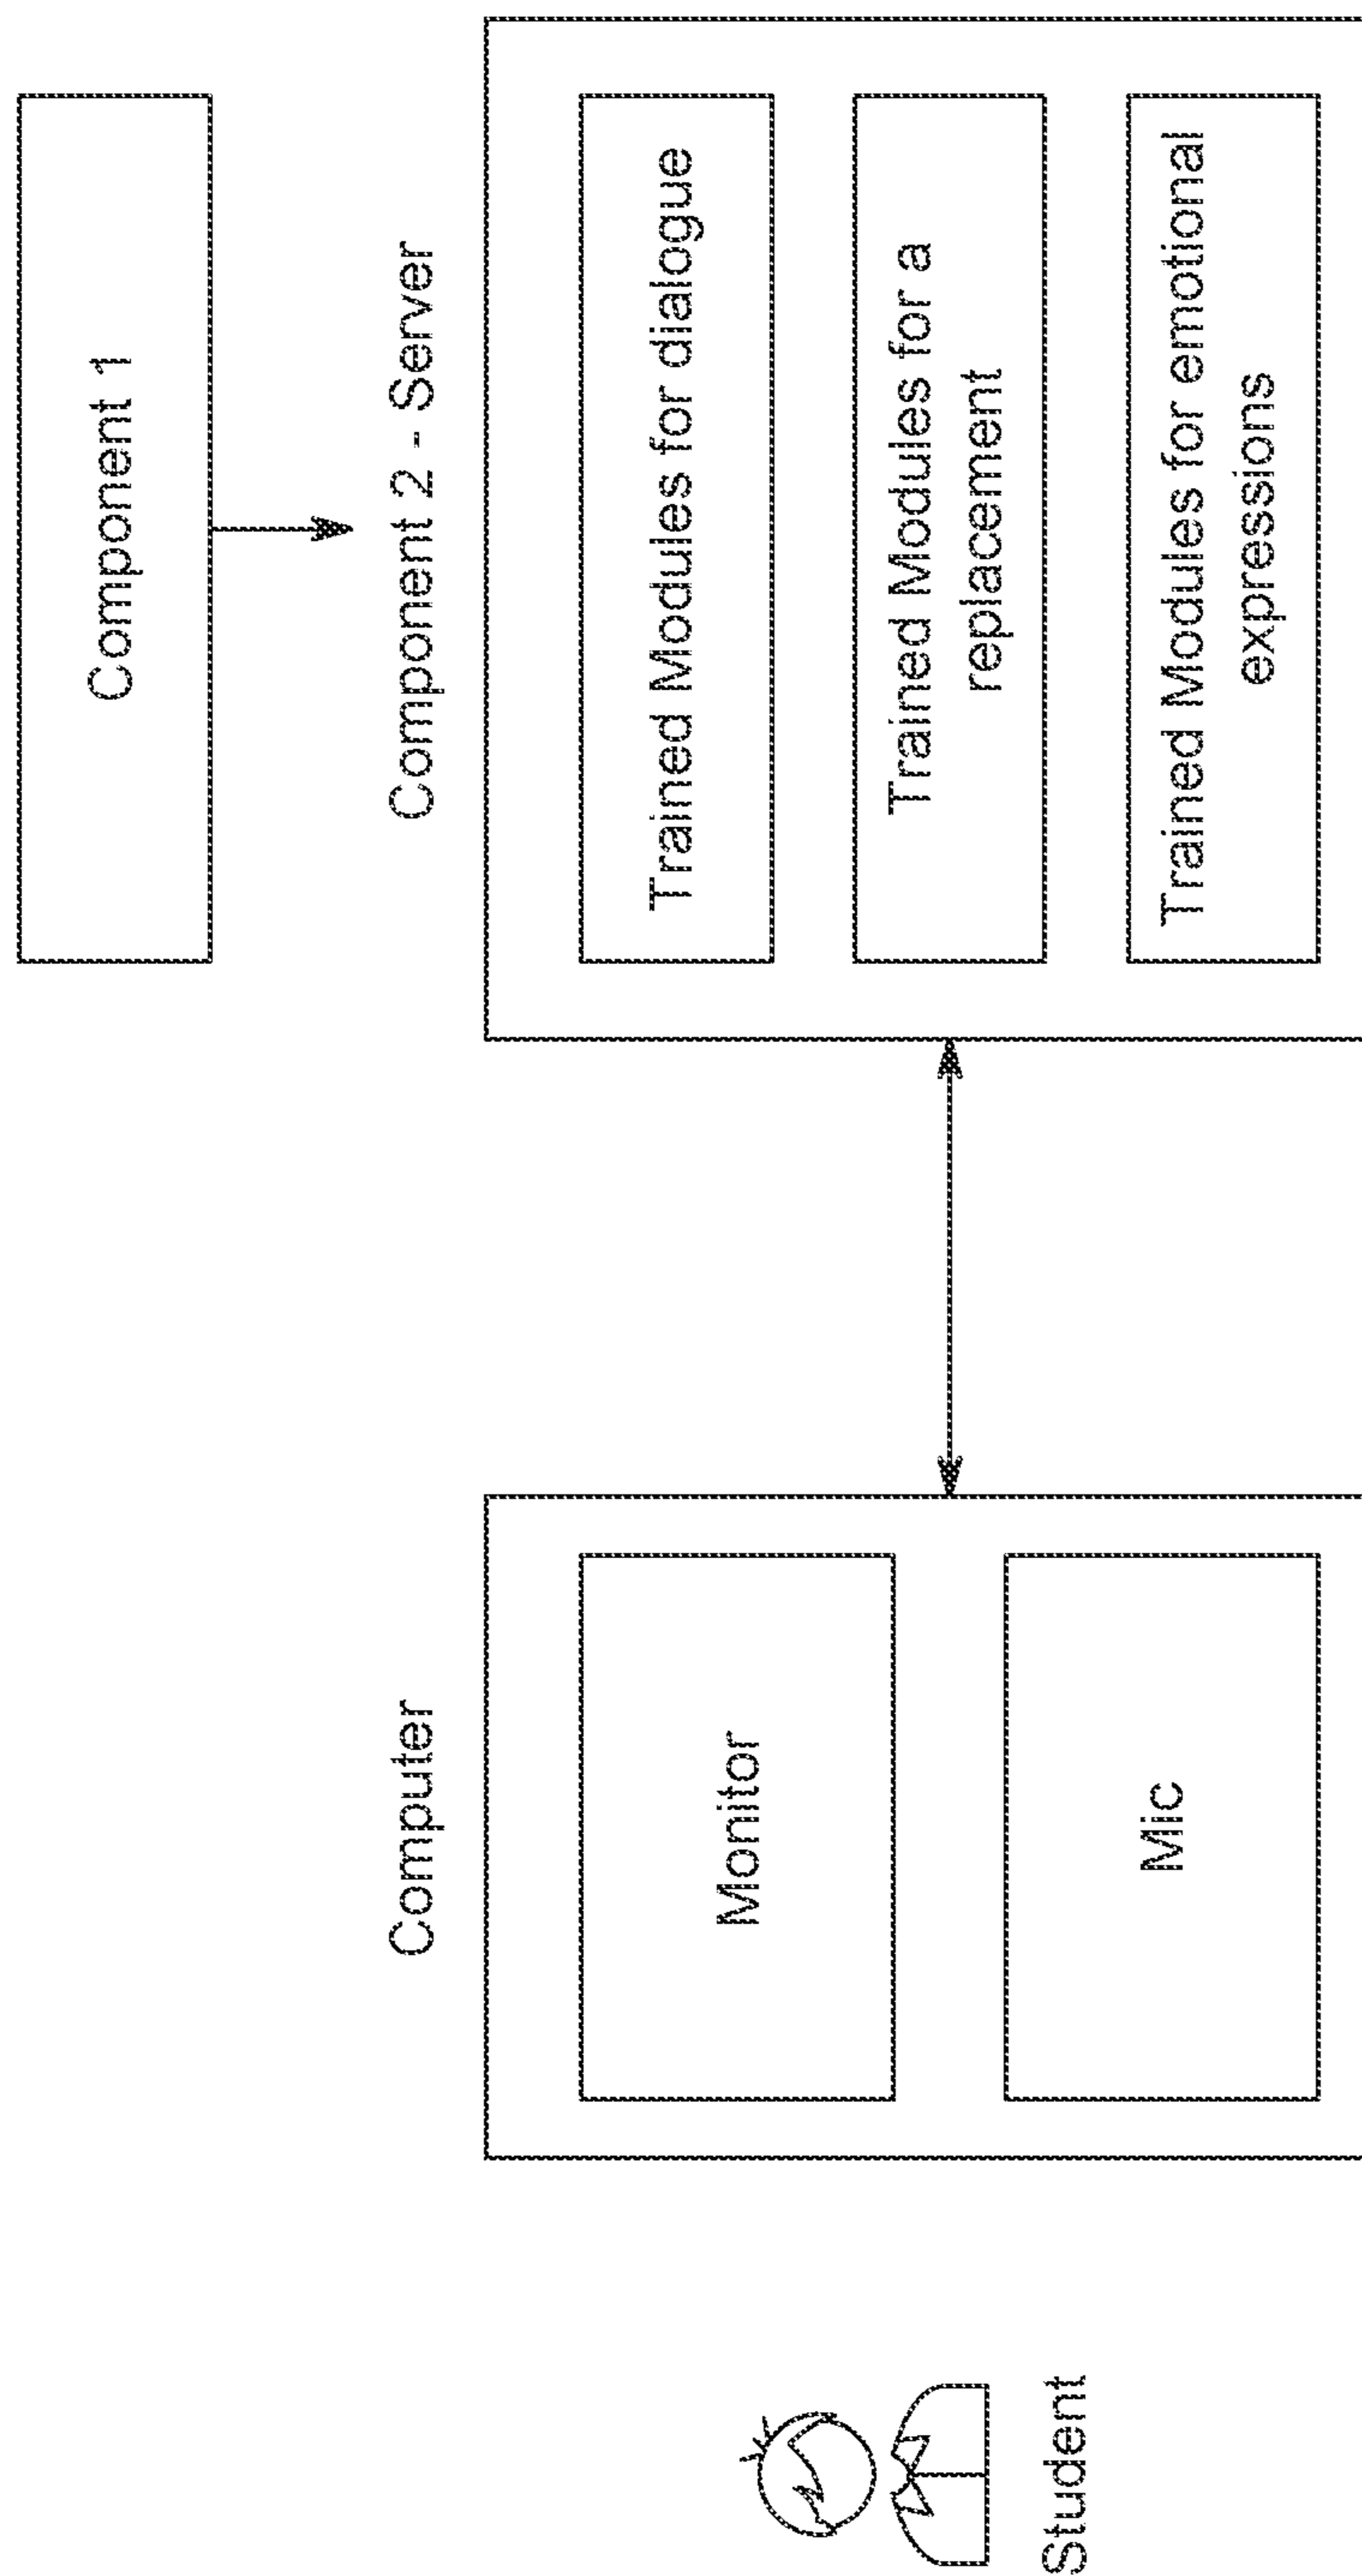 Component 1
Component 2 - Server
Trained Modules for dialogue
Trained Modules for a
replacement
Trained Modules for emotional
expressions
Computer
Monitor
Mic
Student